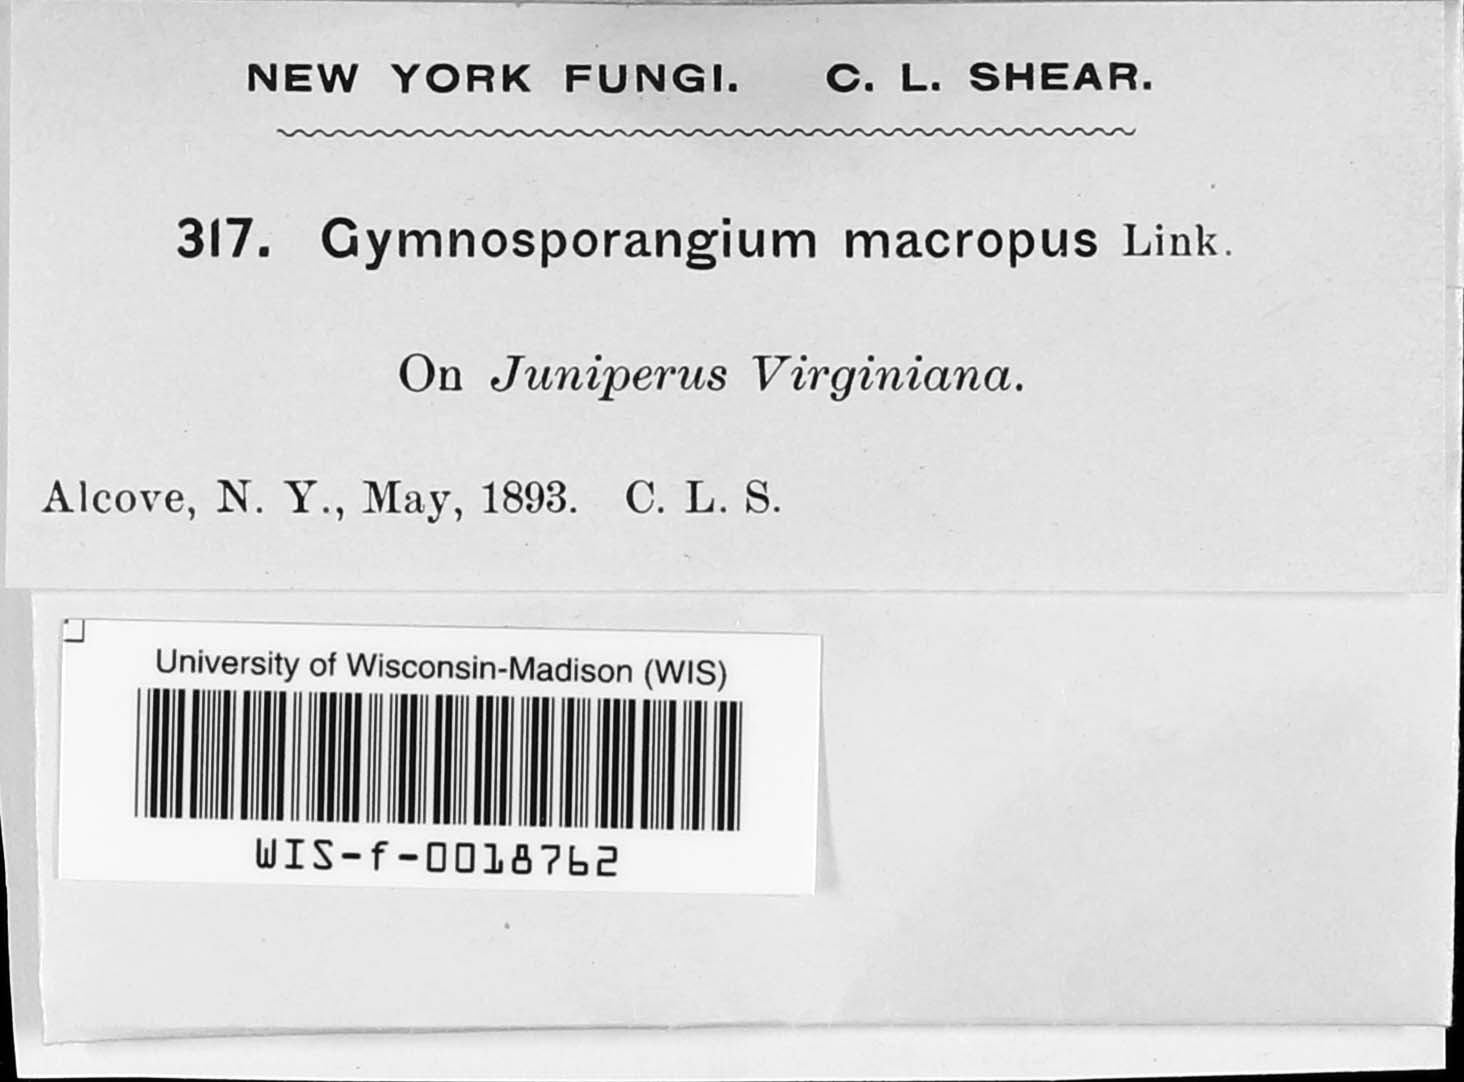 NEW YORK FUNGI. C. L. SHEAR.
317. Gymnosporangium macropus Link.
On Juniperus Virginiana.
Alcove, N. Y., May, 1893. C. L. S.
University of Wisconsin-Madison (WIS)
WIS-f-0018762